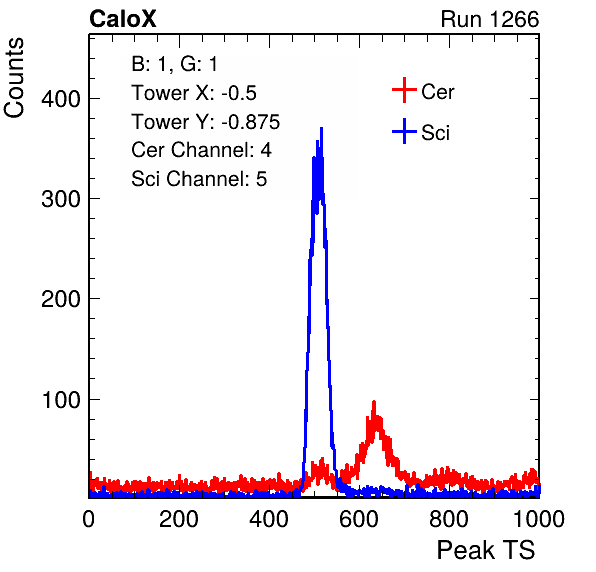 CaloX Run 1266
Counts
B: 1, G: 1
Tower X: -0.5
Tower Y: -0.875
Cer Channel: 4
Sci Channel: 5
Cer
Sci
400
300
200
100
0 200 400 600 800 1000
Peak TS